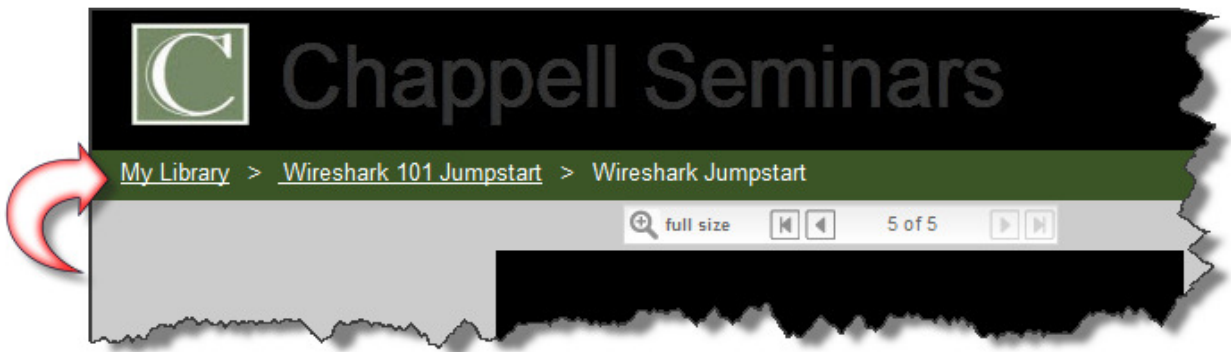 C Chappell Seminars
My Library > Wireshark 101 Jumpstart > Wireshark Jumpstart
full size 5 of 5